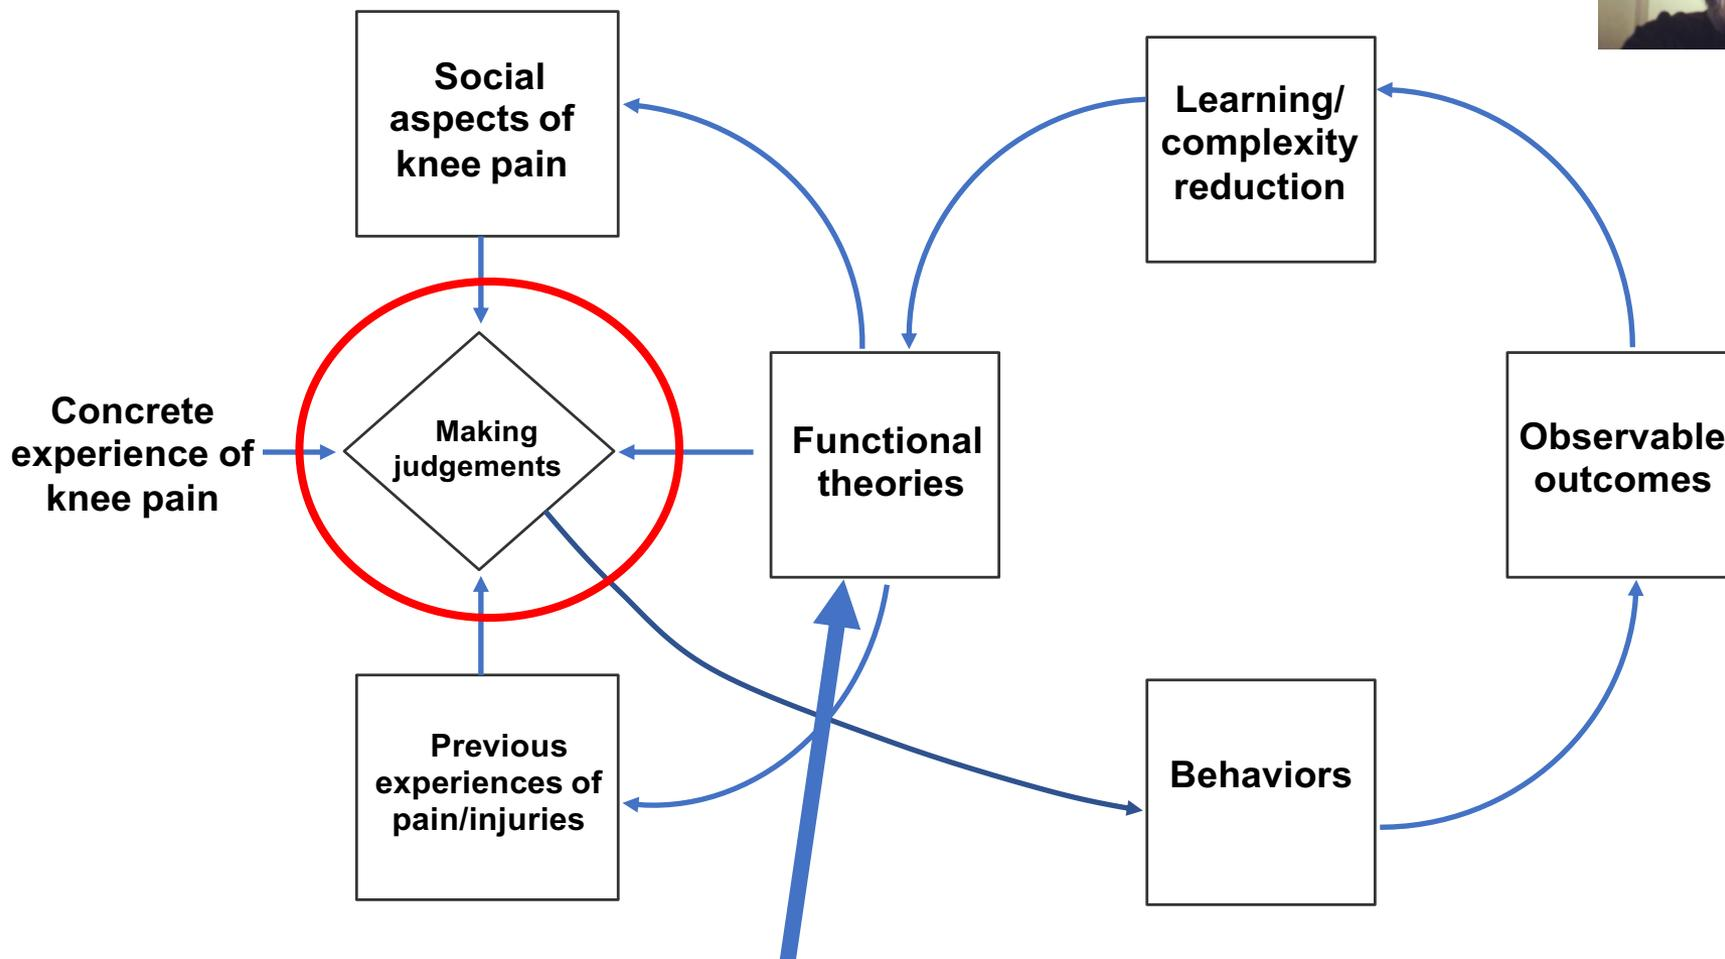 Social
aspects of
knee pain
Learning/
complexity
reduction
Concrete
experience of
knee pain
Making
judgements
Functional
theories
Observable
outcomes
Previous
experiences of
pain/injuries
Behaviors